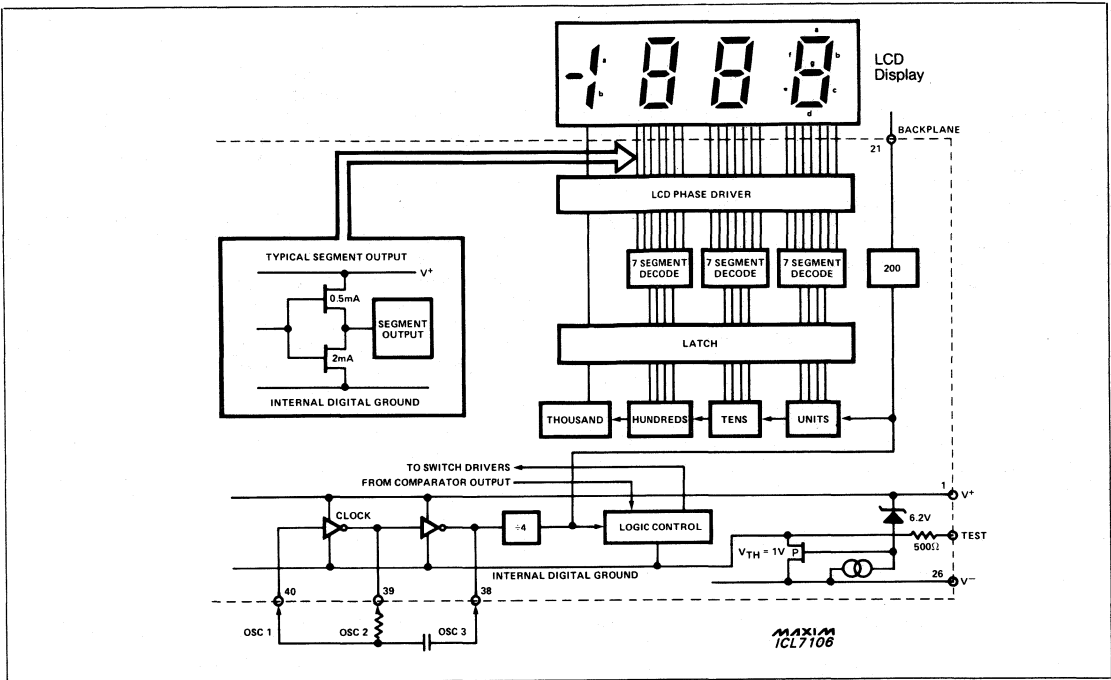 a
f
b
g
a
e
c
b
d
LCD
Display
BACKPLANE
21
LCD PHASE DRIVER
TYPICAL SEGMENT OUTPUT
V+
0.5mA
SEGMENT
OUTPUT
2mA
INTERNAL DIGITAL GROUND
7 SEGMENT
DECODE
7 SEGMENT
DECODE
7 SEGMENT
DECODE
200
LATCH
THOUSAND
HUNDREDS
TENS
UNITS
TO SWITCH DRIVERS
FROM COMPARATOR OUTPUT
1
V+
CLOCK
÷4
LOGIC CONTROL
6.2V
TEST
500Ω
VTH = 1V
P
INTERNAL DIGITAL GROUND
26
V−
40
39
38
OSC 1
OSC 2
OSC 3
MAXIM
ICL7106